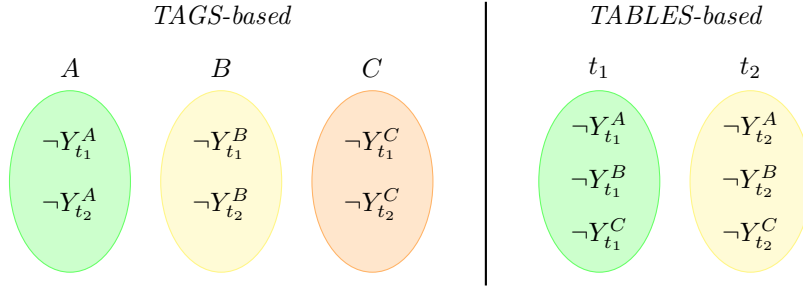 TAGS-based TABLES-based
A B C t₁ t₂
¬Y^A_{t₁} ¬Y^B_{t₁} ¬Y^C_{t₁} ¬Y^A_{t₁} ¬Y^A_{t₂}
¬Y^B_{t₁} ¬Y^B_{t₂}
¬Y^A_{t₂} ¬Y^B_{t₂} ¬Y^C_{t₂} ¬Y^C_{t₁} ¬Y^C_{t₂}